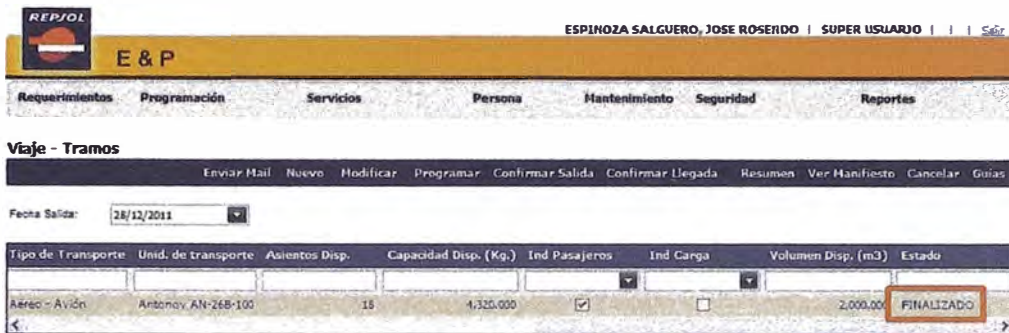 REPSOL
ESPINOZA SALGUERO, JOSE ROSENDO | SUPER USUARIO | | | Salir
E & P
Requerimientos Programación Servicios Persona Mantenimiento Seguridad Reportes
Viaje - Tramos
Enviar Mail Nuevo Modificar Programar Confirmar Salida Confirmar Llegada Resumen Ver Manifiesto Cancelar Guias
Fecha Salida: 28/12/2011
Tipo de Transporte Unid. de transporte Asientos Disp. Capacidad Disp. (Kg.) Ind Pasajeros Ind Carga Volumen Disp. (m3) Estado
Aéreo - Avión Antonov AN-26B-100 18 4,320.000 2,000.000 FINALIZADO